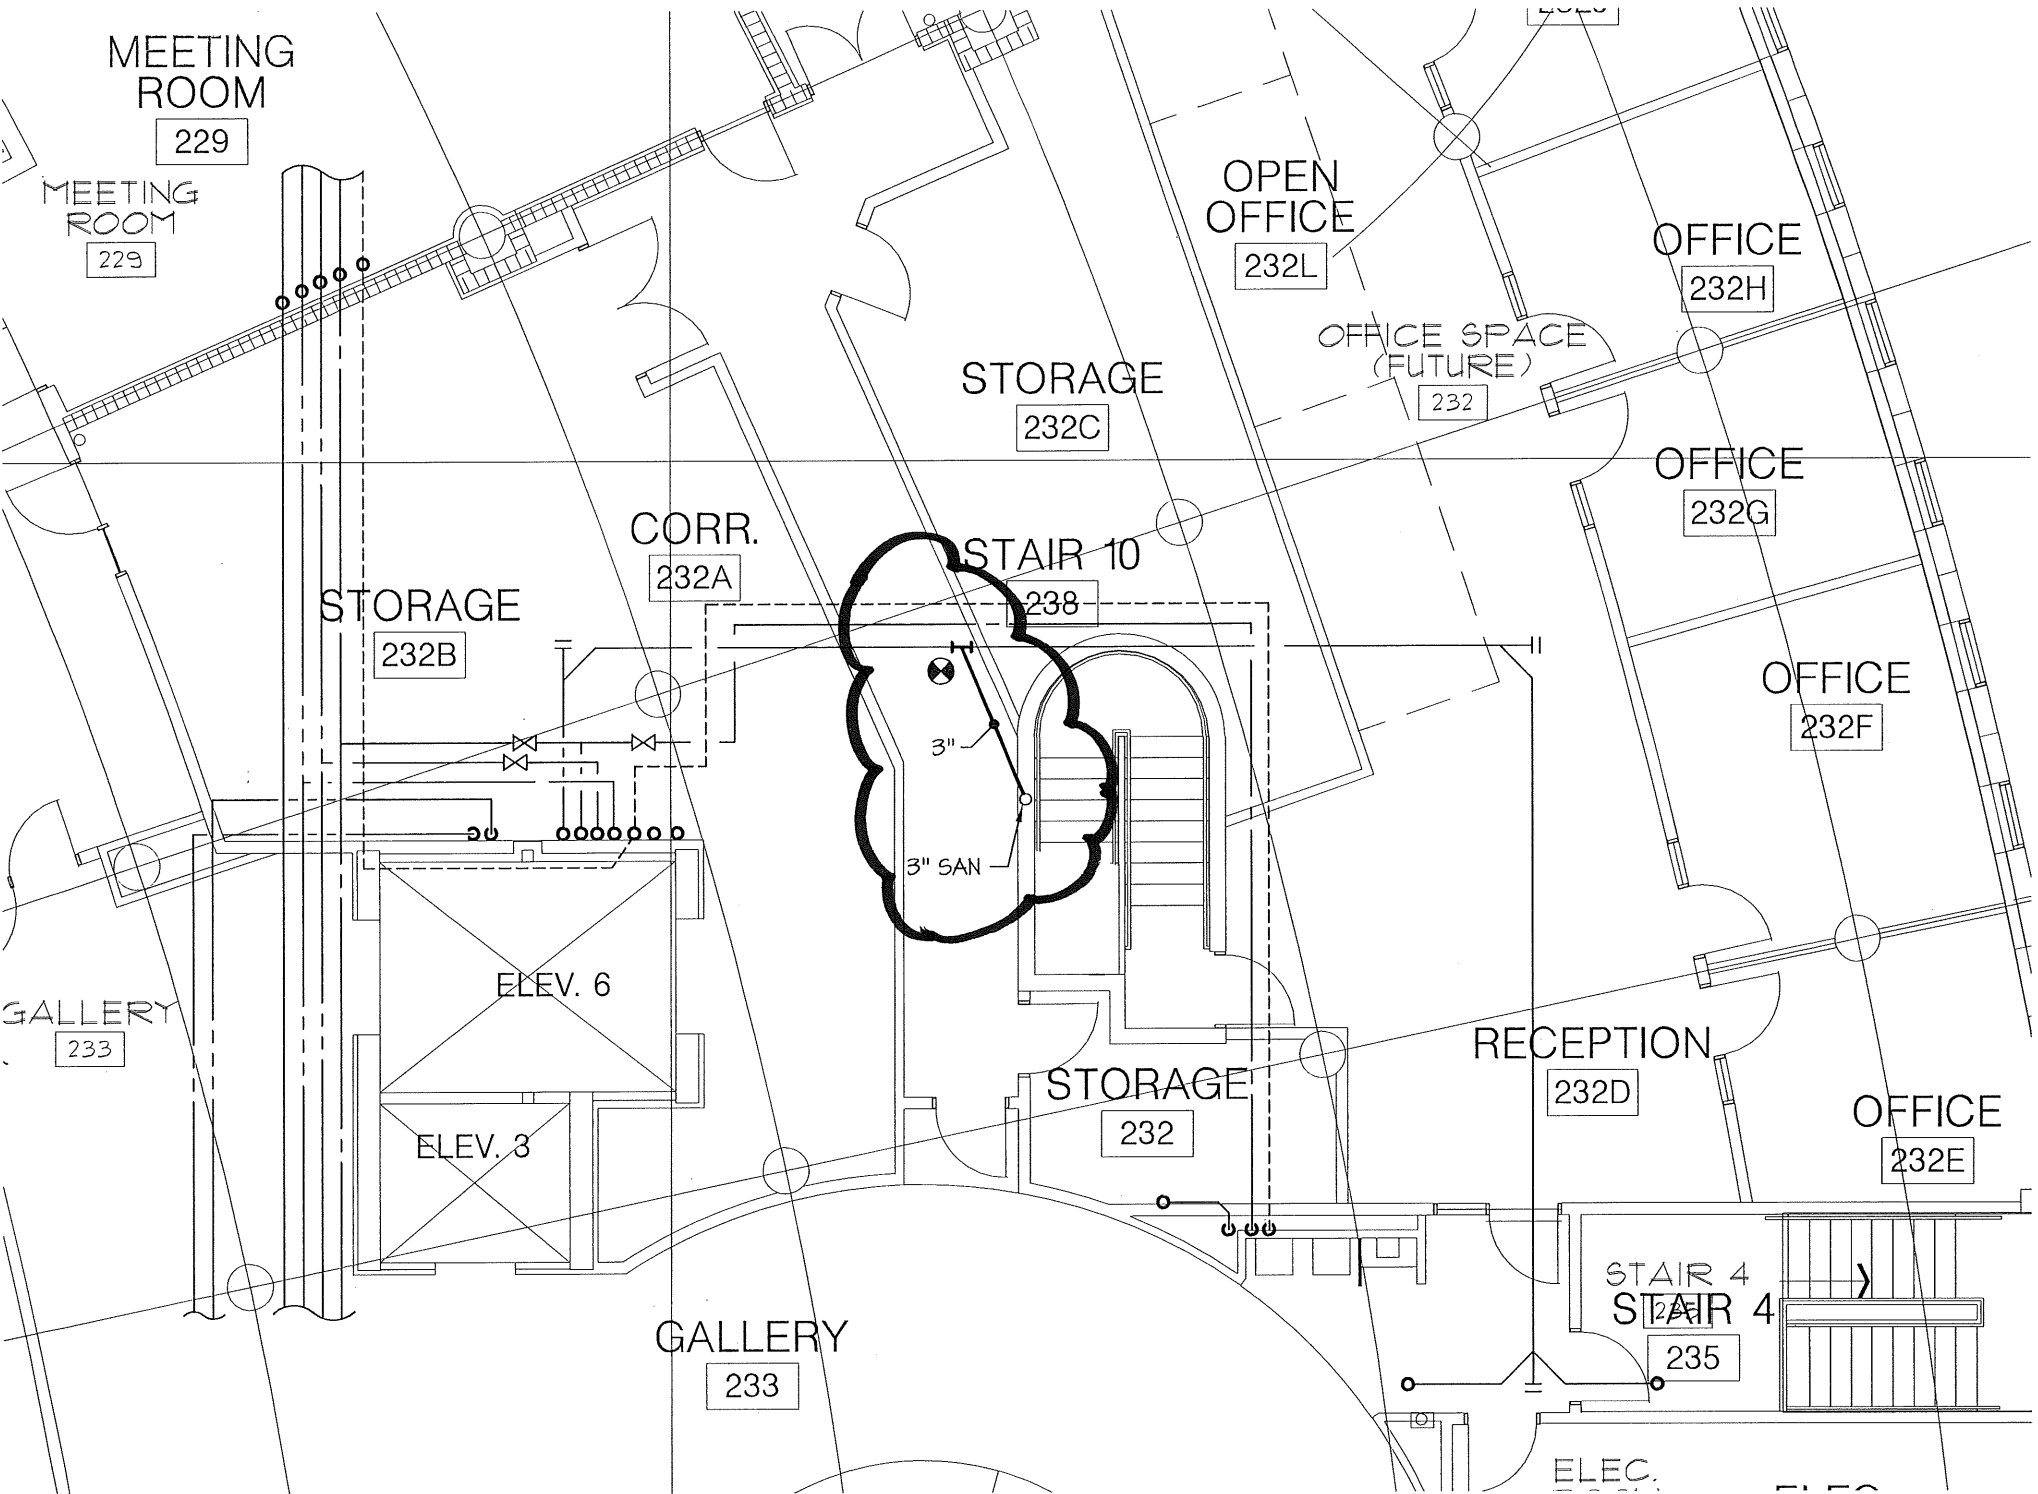 MEETING
ROOM
229
MEETING
ROOM
229
OPEN
OFFICE
232L
OFFICE
232H
OFFICE SPACE
(FUTURE)
232
STORAGE
232C
OFFICE
232G
CORR.
232A
STAIR 10
238
STORAGE
232B
OFFICE
232F
3"
3" SAN
ELEV. 6
GALLERY
233
RECEPTION
232D
STORAGE
232
OFFICE
232E
ELEV. 3
STAIR 4
STAIR 4
235
GALLERY
233
ELEC.